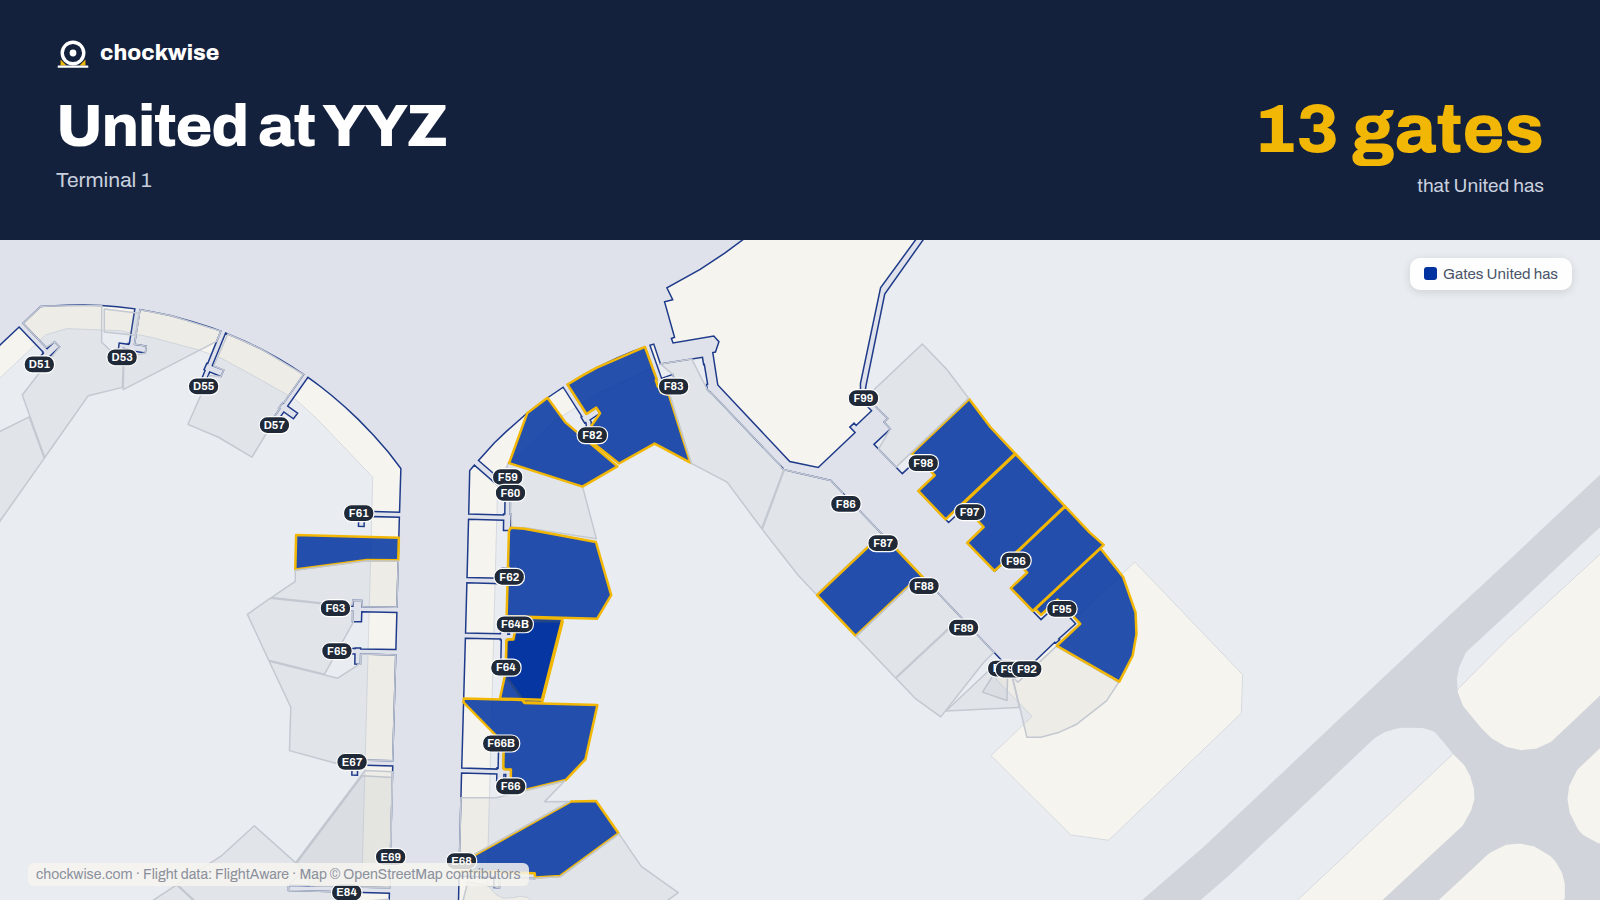 chockwise
United at YYZ
Terminal 1
13 gates
that United has
Gates United has
D51
D53
D55
D57
F83
F82
F59
F60
F61
F62
F63
F64B
F65
F64
F66B
E67
F66
E69
E68
E84
F99
F98
F97
F86
F87
F96
F88
F95
F89
F92
chockwise.com · Flight data: FlightAware · Map © OpenStreetMap contributors